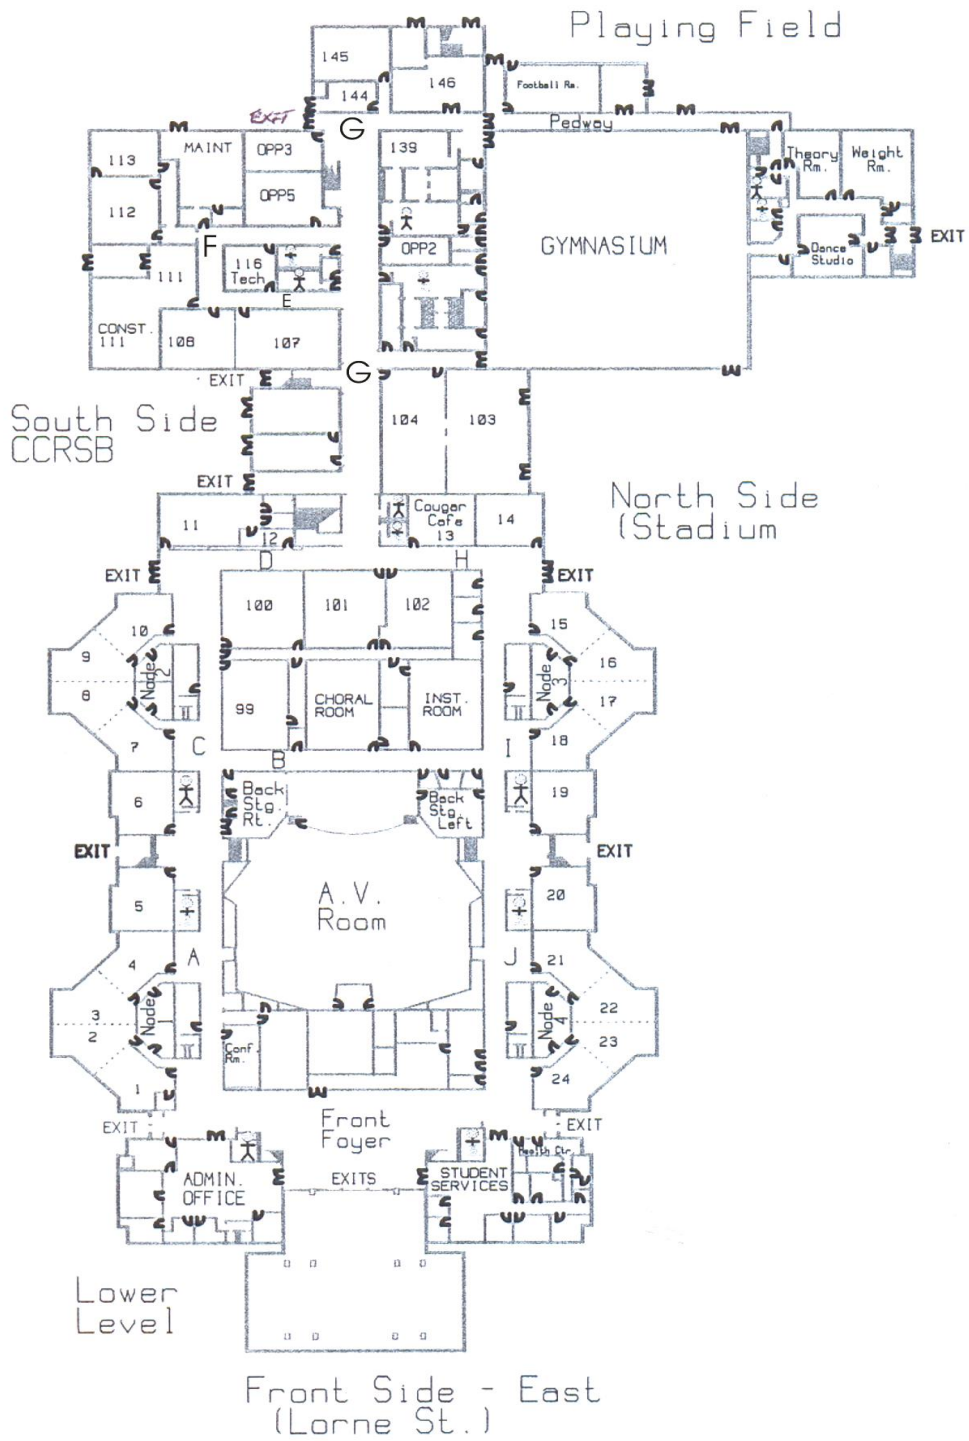 Playing Field
145
146
144
Football Rm.
EXIT
G
Pedway
113
MAINT
OPP3
139
Theory
Rm.
Weight
Rm.
OPP5
112
F
OPP2
GYMNASIUM
EXIT
116
Tech
111
Dance
Studio
E
CONST.
111
108
107
EXIT
G
South Side
CCRSB
104
103
EXIT
North Side
(Stadium
11
12
Cougar
Cafe
13
14
D
H
EXIT
EXIT
100
101
102
10
15
9
16
Node
2
Node
3
8
17
99
CHORAL
ROOM
INST.
ROOM
7
18
C
I
B
6
Back
Stg.
Rt.
Back
Stg
Left
19
EXIT
EXIT
5
A.V.
Room
20
4
A
J
21
3
22
Node
1
Node
4
2
23
Conf.
Rm.
1
24
EXIT
Front
Foyer
EXIT
Health Ctr.
ADMIN.
OFFICE
EXITS
STUDENT
SERVICES
Lower
Level
Front Side - East
(Lorne St.)